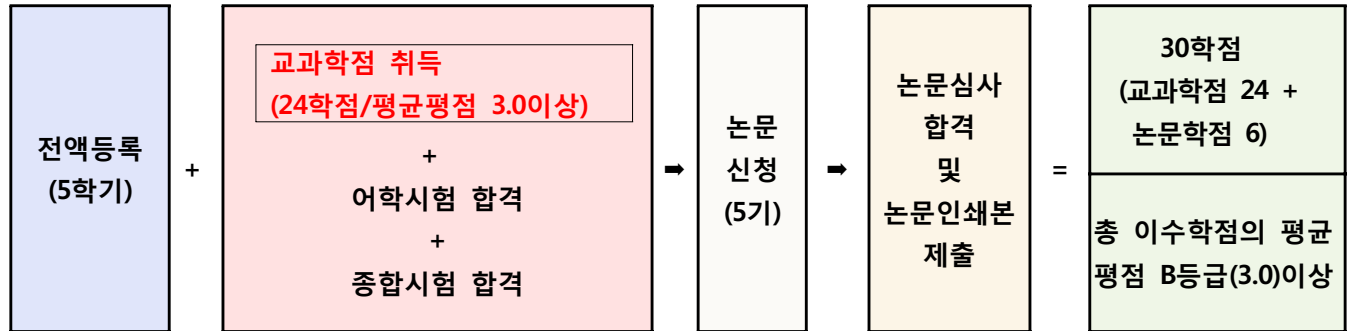 전액등록
(5학기)
+
교과학점 취득
(24학점/평균평점 3.0이상)
+
어학시험 합격
+
종합시험 합격
➡
논문
신청
(5기)
➡
논문심사
합격
및
논문인쇄본
제출
=
30학점
(교과학점 24 +
논문학점 6)
총 이수학점의 평균
평점 B등급(3.0)이상